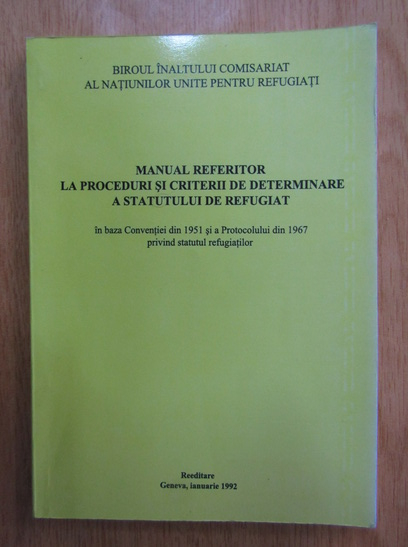 BIROUL ÎNALTULUI COMISARIAT
AL NAȚIUNILOR UNITE PENTRU REFUGIAȚI
MANUAL REFERITOR
LA PROCEDURI ȘI CRITERII DE DETERMINARE
A STATUTULUI DE REFUGIAT
în baza Convenției din 1951 și a Protocolului din 1967
privind statutul refugiaților
Reeditare
Geneva, ianuarie 1992